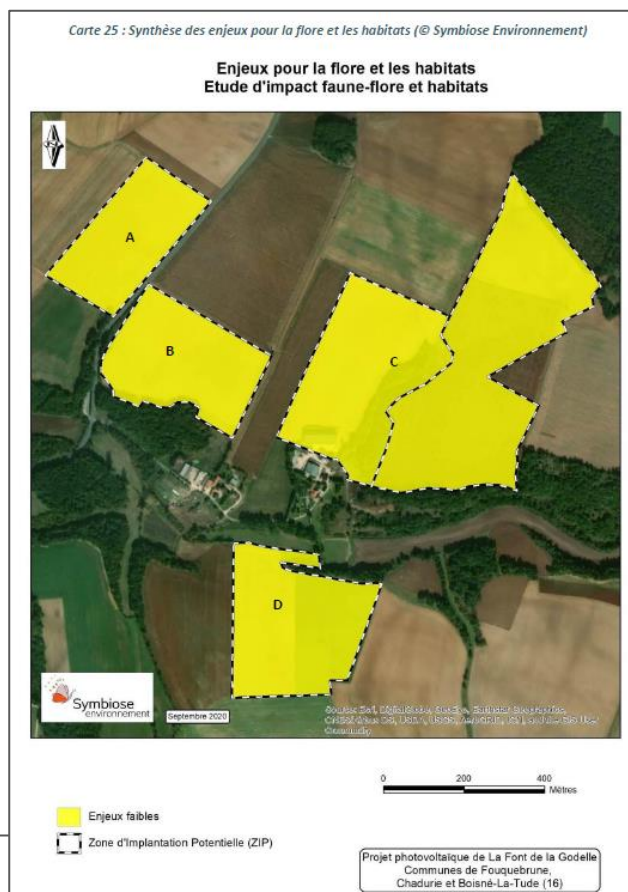 Carte 25 : Synthèse des enjeux pour la flore et les habitats (© Symbiose Environnement)
Enjeux pour la flore et les habitats
Etude d'impact faune-flore et habitats
A
B
C
D
Symbiose
environnement
Septembre 2020
Community
0 200 400
Mètres
Enjeux faibles
Zone d'Implantation Potentielle (ZIP)
Projet photovoltaïque de La Font de la Godelle
Communes de Fouquebrune,
Chadurie et Boisné-La-Tude (16)